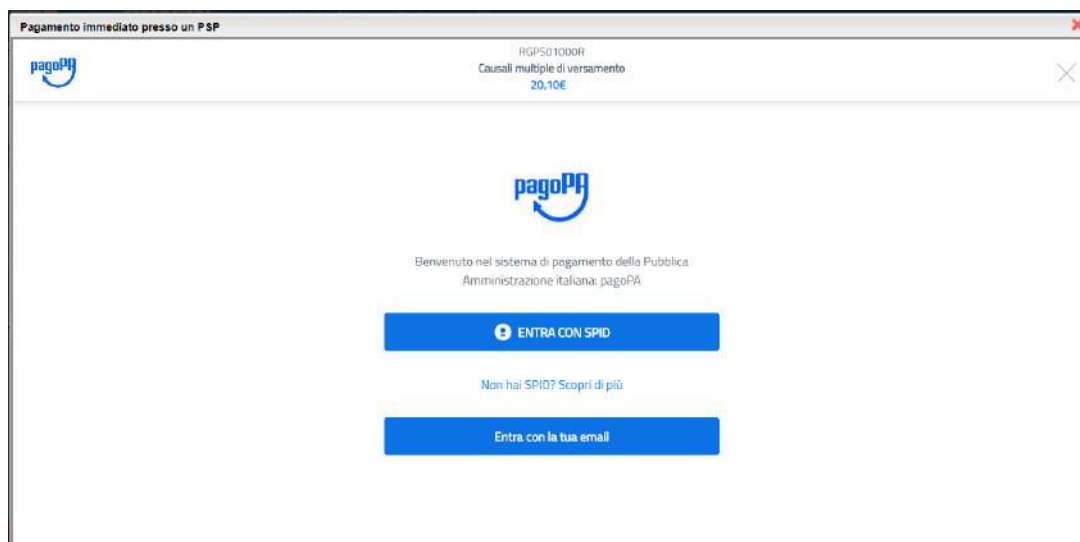 Pagamento immediato presso un PSP
pagoPA
RGPS01000R
Causali multiple di versamento
20,10€
pagoPA
Benvenuto nel sistema di pagamento della Pubblica
Amministrazione italiana: pagoPA
ENTRA CON SPID
Non hai SPID? Scopri di più
Entra con la tua email